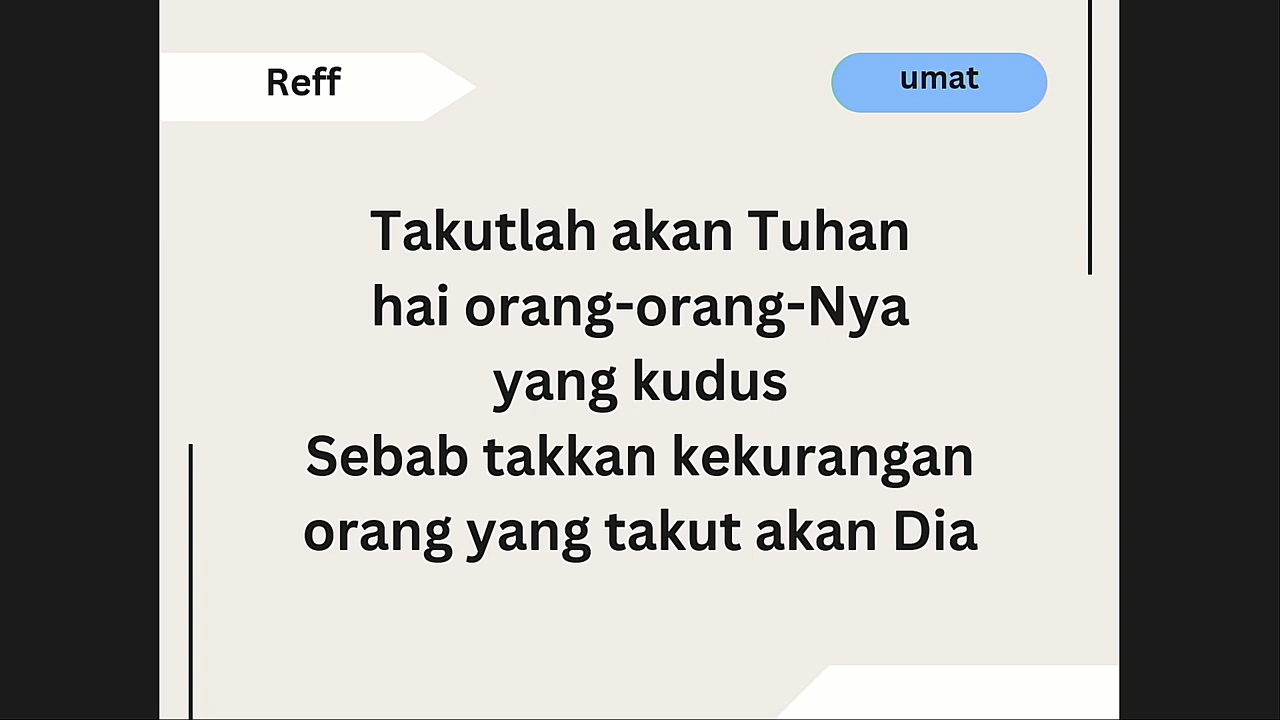 Reff
umat
Takutlah akan Tuhan
hai orang-orang-Nya
yang kudus
Sebab takkan kekurangan
orang yang takut akan Dia